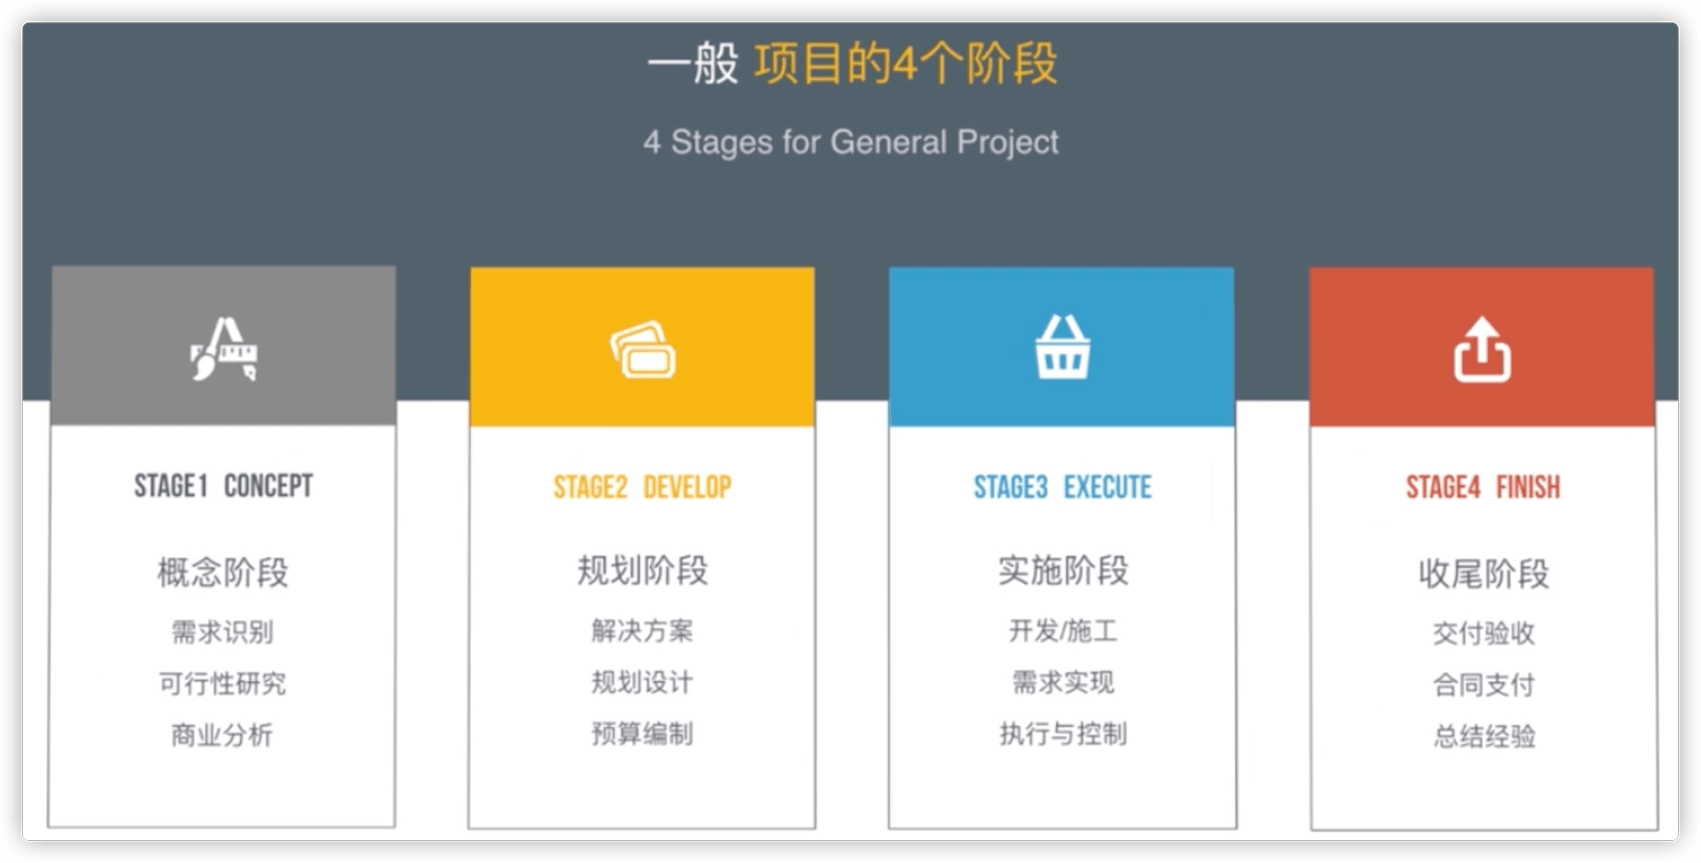 一般 项目的4个阶段
4 Stages for General Project
STAGE1 CONCEPT
概念阶段
需求识别
可行性研究
商业分析
STAGE2 DEVELOP
规划阶段
解决方案
规划设计
预算编制
STAGE3 EXECUTE
实施阶段
开发/施工
需求实现
执行与控制
STAGE4 FINISH
收尾阶段
交付验收
合同支付
总结经验